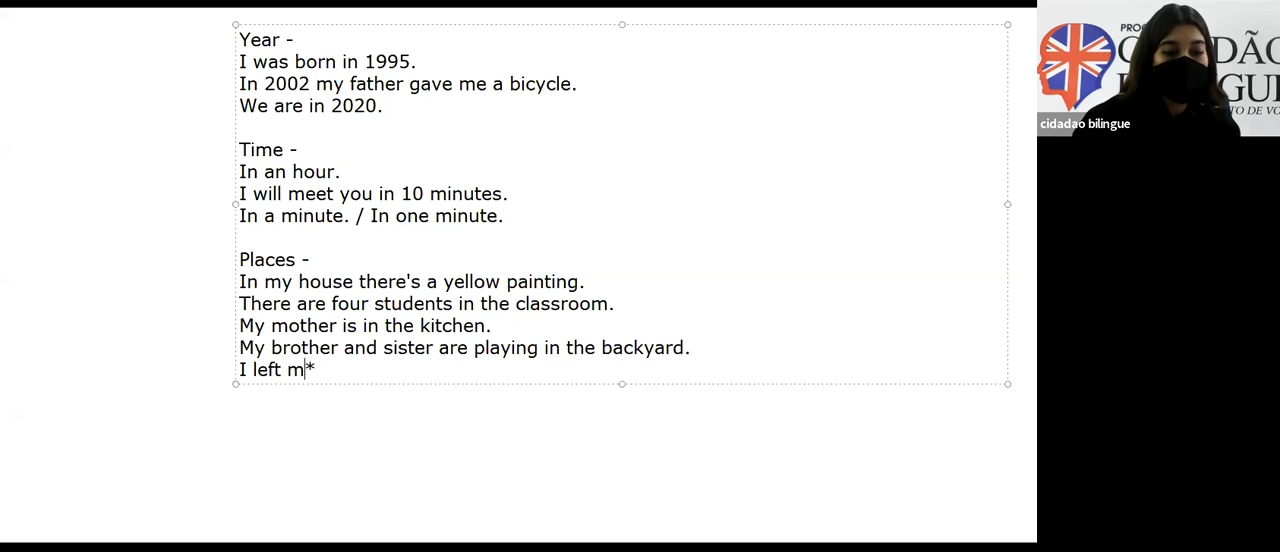 Year -
I was born in 1995.
In 2002 my father gave me a bicycle.
We are in 2020.
Time -
In an hour.
I will meet you in 10 minutes.
In a minute. / In one minute.
Places -
In my house there's a yellow painting.
There are four students in the classroom.
My mother is in the kitchen.
My brother and sister are playing in the backyard.
I left m*
cidadao bilingue